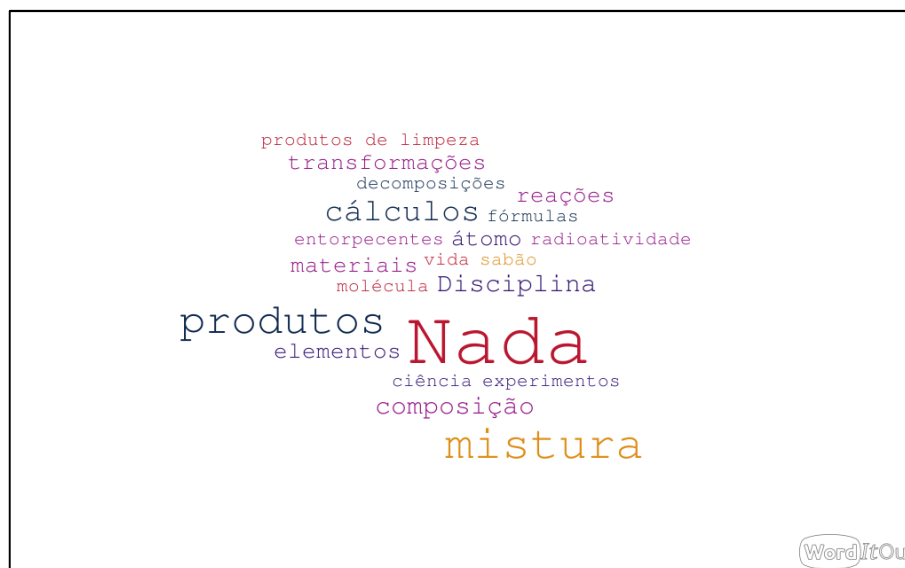 produtos de limpeza
transformações
decomposições
reações
cálculos fórmulas
entorpecentes átomo radioatividade
materiais vida sabão
molécula Disciplina
produtos
elementos Nada
ciência experimentos
composição
mistura
WordItOu